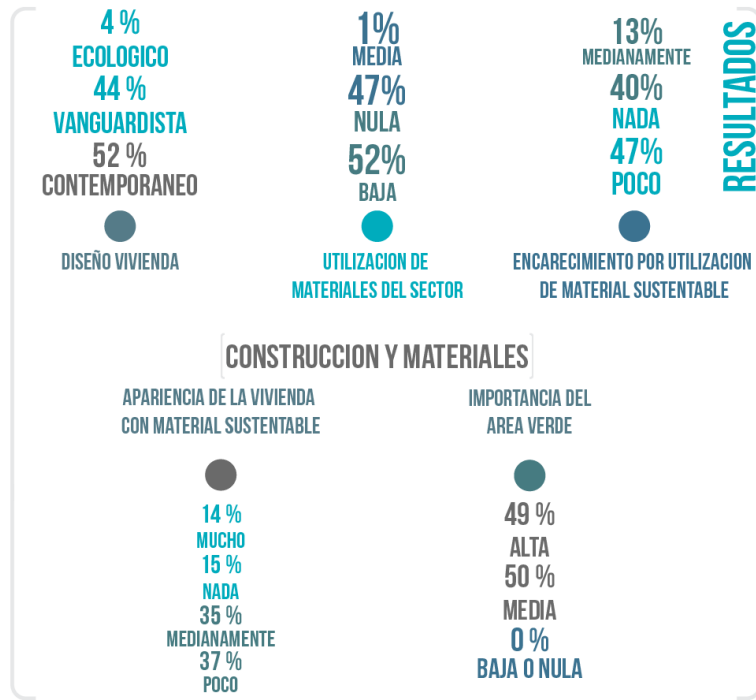 4 %
ECOLOGICO
44 %
VANGUARDISTA
52 %
CONTEMPORANEO
DISEÑO VIVIENDA
1%
MEDIA
47%
NULA
52%
BAJA
UTILIZACION DE
MATERIALES DEL SECTOR
13%
MEDIANAMENTE
40%
NADA
47%
POCO
ENCARECIMIENTO POR UTILIZACION
DE MATERIAL SUSTENTABLE
RESULTADOS
CONSTRUCCION Y MATERIALES
APARIENCIA DE LA VIVIENDA
CON MATERIAL SUSTENTABLE
14 %
MUCHO
15 %
NADA
35 %
MEDIANAMENTE
37 %
POCO
IMPORTANCIA DEL
AREA VERDE
49 %
ALTA
50 %
MEDIA
0 %
BAJA O NULA